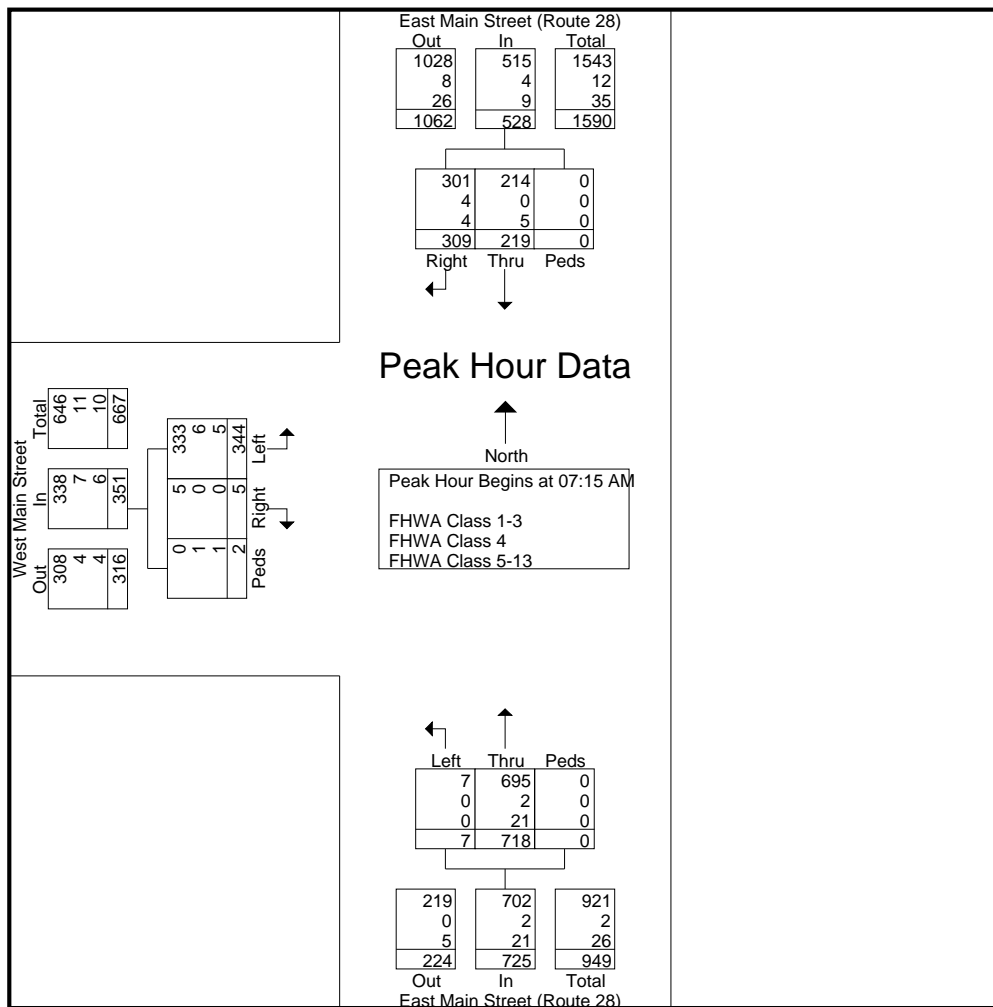 East Main Street (Route 28)
Out In Total
1028 515 1543
8 4 12
26 9 35
1062 528 1590
301 214 0
4 0 0
4 5 0
309 219 0
Right Thru Peds
Peak Hour Data
North
Peak Hour Begins at 07:15 AM
FHWA Class 1-3
FHWA Class 4
FHWA Class 5-13
West Main Street
Out In Total
308 338 646
4 7 11
4 6 10
316 351 667
0 5 333
1 0 6
1 0 5
2 5 344
Peds Right Left
Left Thru Peds
7 695 0
0 2 0
0 21 0
7 718 0
219 702 921
0 2 2
5 21 26
224 725 949
Out In Total
East Main Street (Route 28)